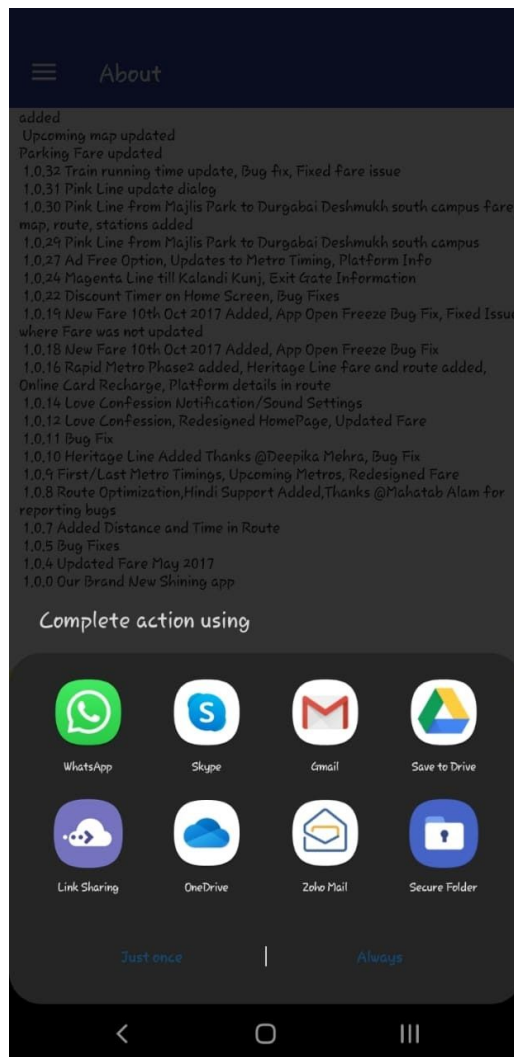 About
added
Upcoming map updated
Parking Fare updated
1.0.32 Train running time update, Bug fix, Fixed fare issue
1.0.31 Pink Line update dialog
1.0.30 Pink Line from Majlis Park to Durgabai Deshmukh south campus fare
map, route, stations added
1.0.29 Pink Line from Majlis Park to Durgabai Deshmukh south campus
1.0.27 Ad Free Option, Updates to Metro Timing, Platform Info
1.0.24 Magenta Line till Kalandi Kunj, Exit Gate Information
1.0.22 Discount Timer on Home Screen, Bug Fixes
1.0.19 New Fare 10th Oct 2017 Added, App Open Freeze Bug Fix, Fixed Issue
where Fare was not updated
1.0.18 New Fare 10th Oct 2017 Added, App Open Freeze Bug Fix
1.0.16 Rapid Metro Phase2 added, Heritage Line fare and route added,
Online Card Recharge, Platform details in route
1.0.14 Love Confession Notification/Sound Settings
1.0.12 Love Confession, Redesigned HomePage, Updated Fare
1.0.11 Bug Fix
1.0.10 Heritage Line Added Thanks @Deepika Mehra, Bug Fix
1.0.9 First/Last Metro Timings, Upcoming Metros, Redesigned Fare
1.0.8 Route Optimization,Hindi Support Added,Thanks @Mahatab Alam for
reporting bugs
1.0.7 Added Distance and Time in Route
1.0.5 Bug Fixes
1.0.4 Updated Fare May 2017
1.0.0 Our Brand New Shining app
Complete action using
WhatsApp
Skype
Gmail
Save to Drive
Link Sharing
OneDrive
Zoho Mail
Secure Folder
Just once
Always